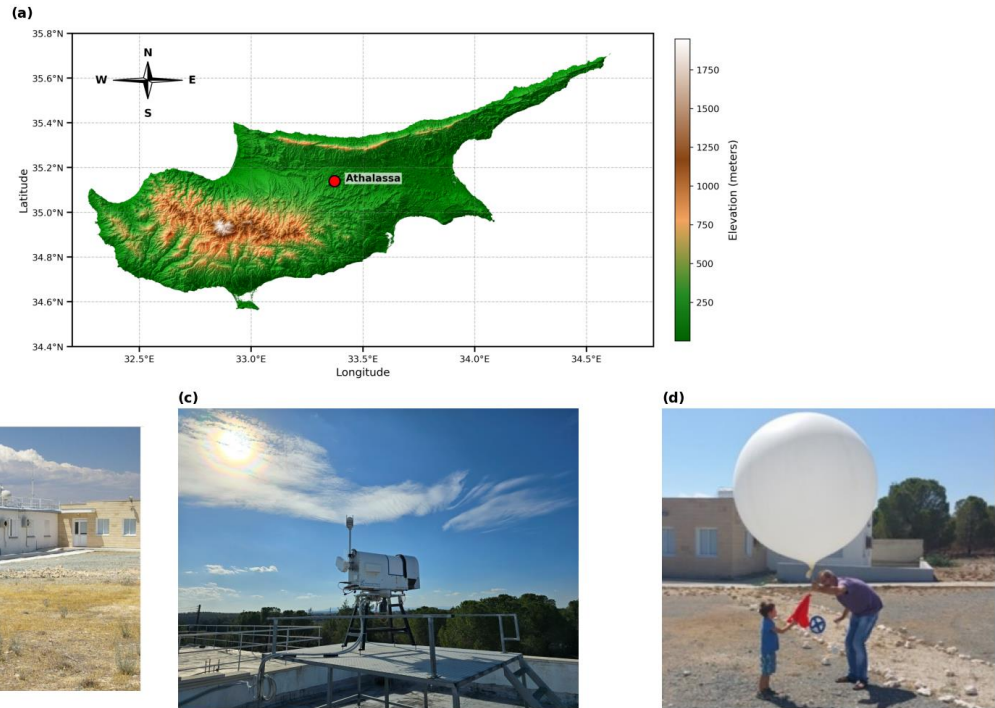 (a)
35.8°N
35.6°N
35.4°N
35.2°N
35.0°N
34.8°N
34.6°N
34.4°N
Latitude
N
W E
S
Athalassa
32.5°E 33.0°E 33.5°E 34.0°E 34.5°E
Longitude
1750
1500
1250
1000
750
500
250
Elevation (meters)
(c)
(d)